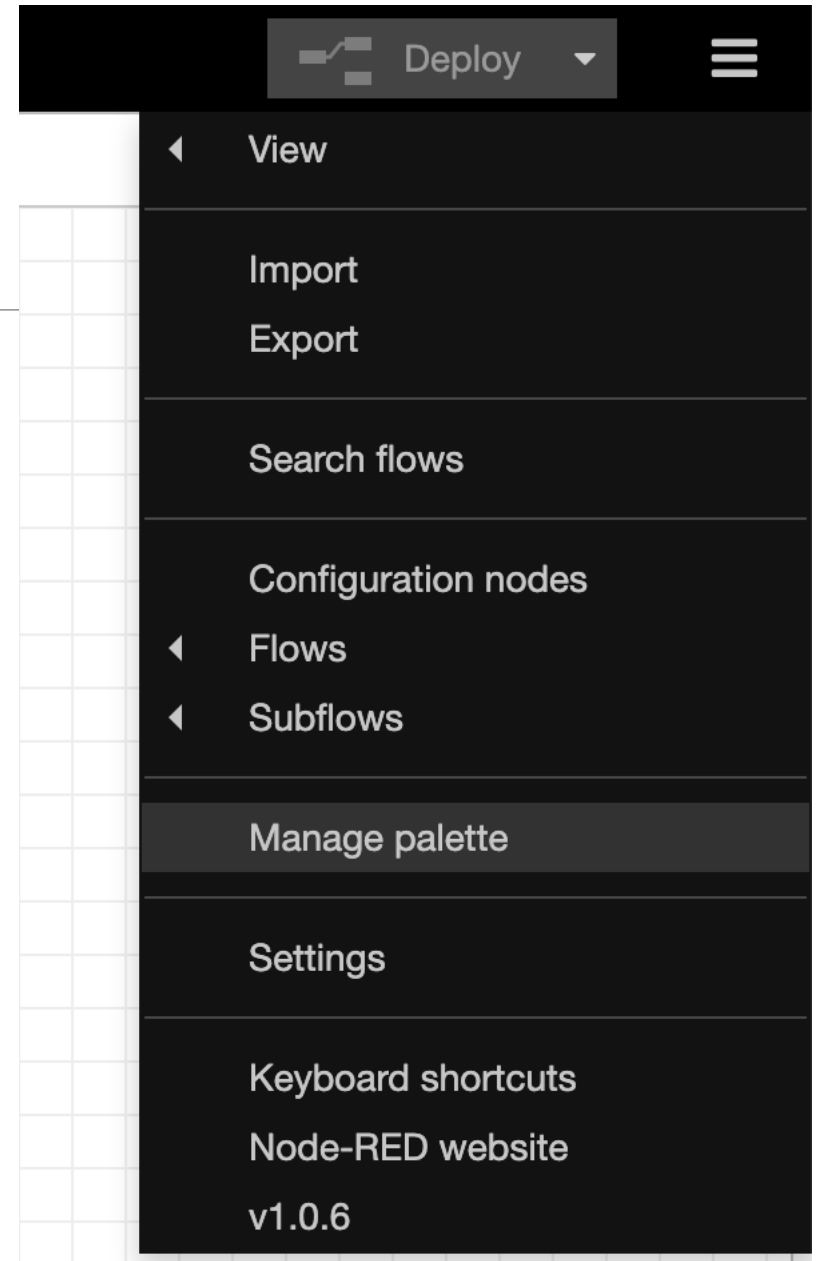 Deploy
View
Import
Export
Search flows
Configuration nodes
Flows
Subflows
Manage palette
Settings
Keyboard shortcuts
Node-RED website
v1.0.6